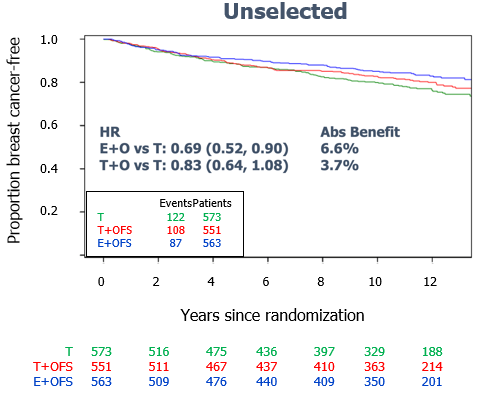 Unselected
Proportion breast cancer-free
1.0
0.8
0.6
0.4
0.2
HR Abs Benefit
E+O vs T: 0.69 (0.52, 0.90) 6.6%
T+O vs T: 0.83 (0.64, 1.08) 3.7%
Events Patients
T 122 573
T+OFS 108 551
E+OFS 87 563
0 2 4 6 8 10 12
Years since randomization
T 573 516 475 436 397 329 188
T+OFS 551 511 467 437 410 363 214
E+OFS 563 509 476 440 409 350 201